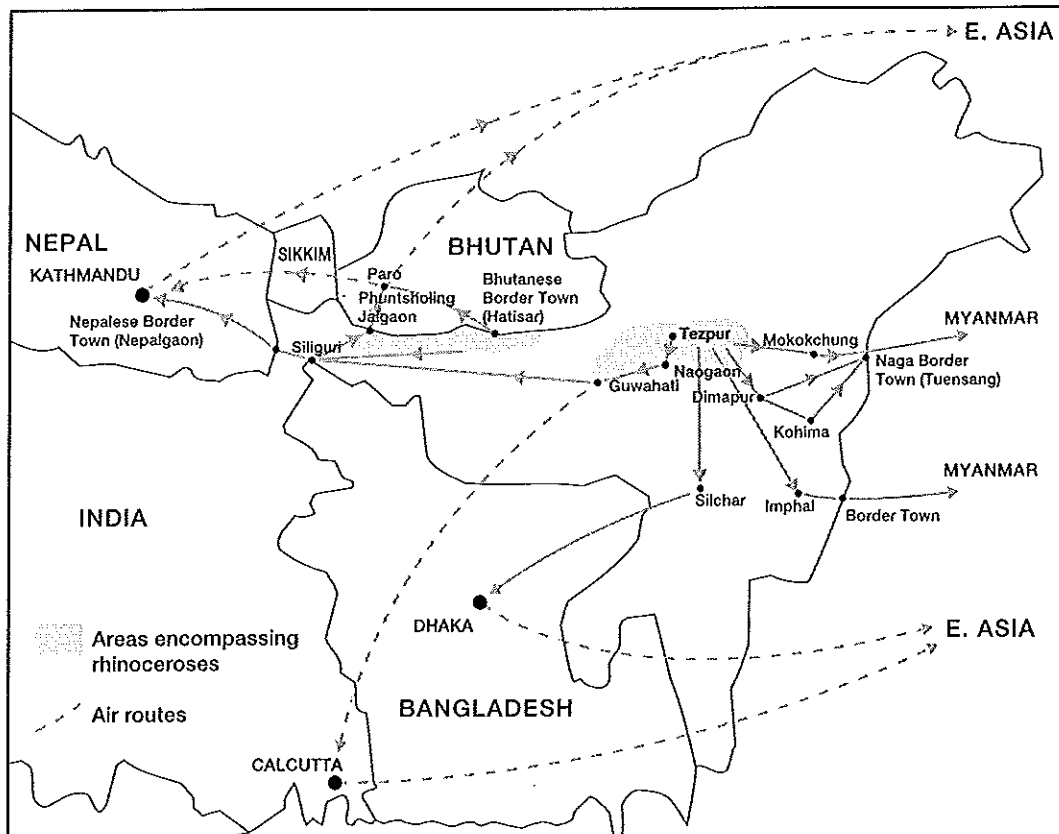 E. ASIA
NEPAL
KATHMANDU
SIKKIM
BHUTAN
Paro
Phuntsholing
Jaigaon
Bhutanese
Border Town
(Hatisar)
Nepalese Border
Town (Nepalgaon)
Siliguri
Tezpur
Naogaon
Guwahati
Dimapur
Mokokchung
MYANMAR
Naga Border
Town (Tuensang)
Kohima
MYANMAR
Silchar
Imphal
Border Town
INDIA
DHAKA
E. ASIA
Areas encompassing
rhinoceroses
Air routes
BANGLADESH
CALCUTTA